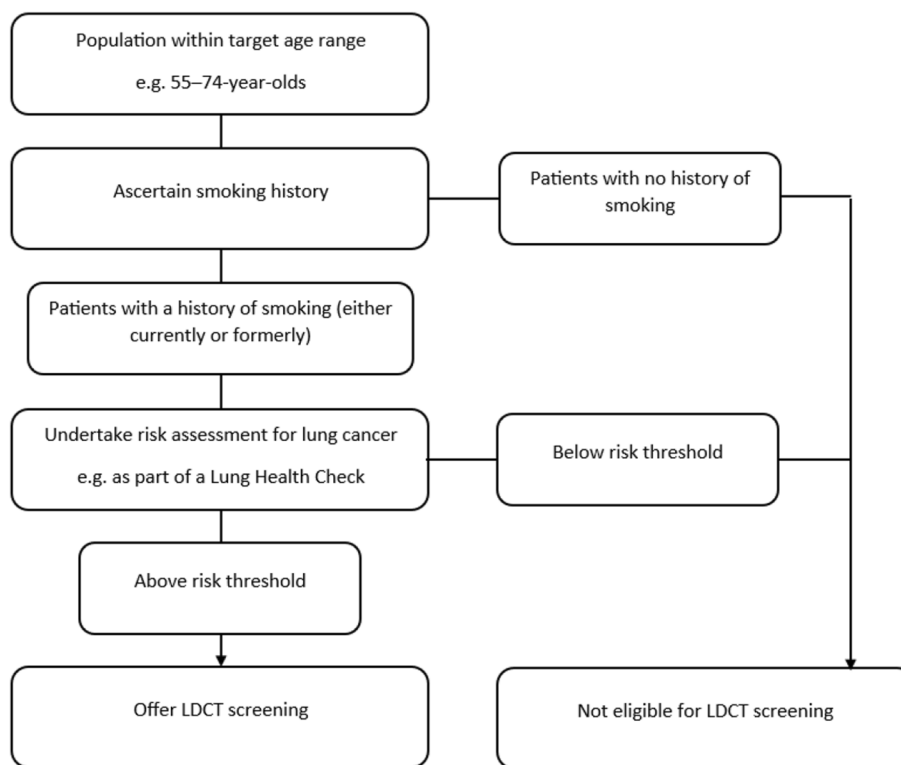 Population within target age range
e.g. 55–74-year-olds
Ascertain smoking history
Patients with no history of
smoking
Patients with a history of smoking (either
currently or formerly)
Undertake risk assessment for lung cancer
e.g. as part of a Lung Health Check
Below risk threshold
Above risk threshold
Offer LDCT screening
Not eligible for LDCT screening